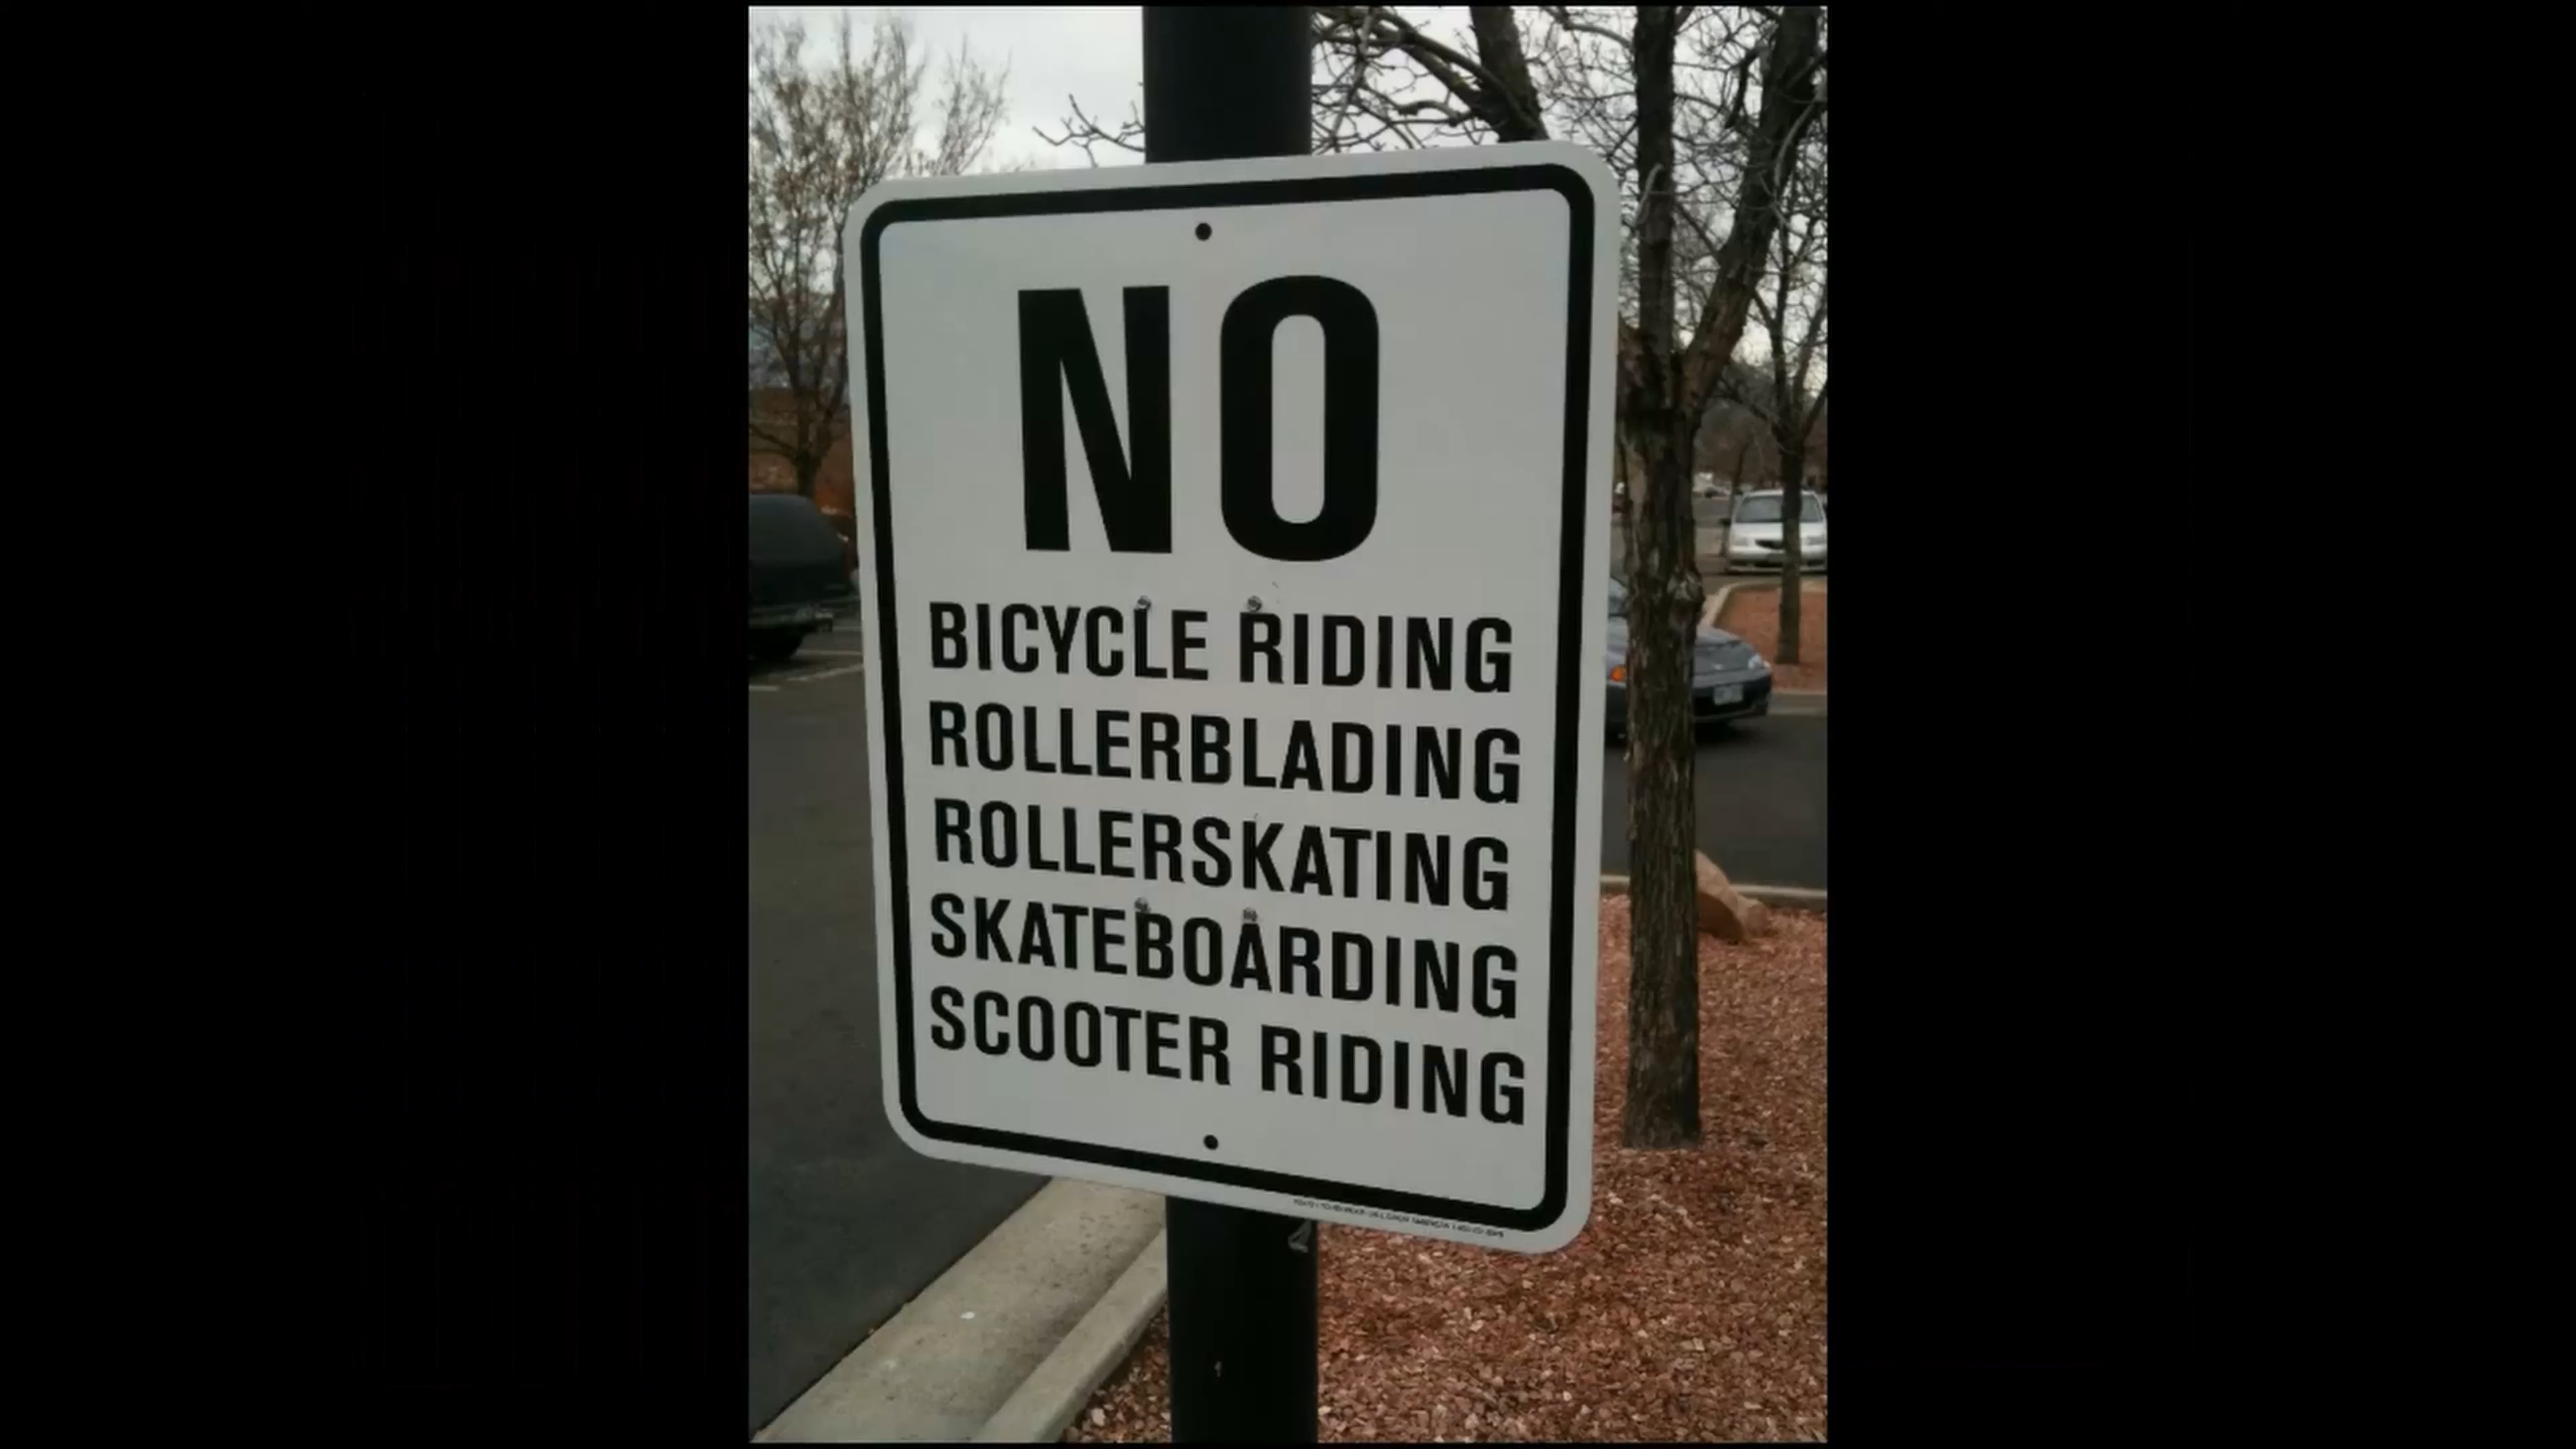 NO
BICYCLE RIDING
ROLLERBLADING
ROLLERSKATING
SKATEBOARDING
SCOOTER RIDING